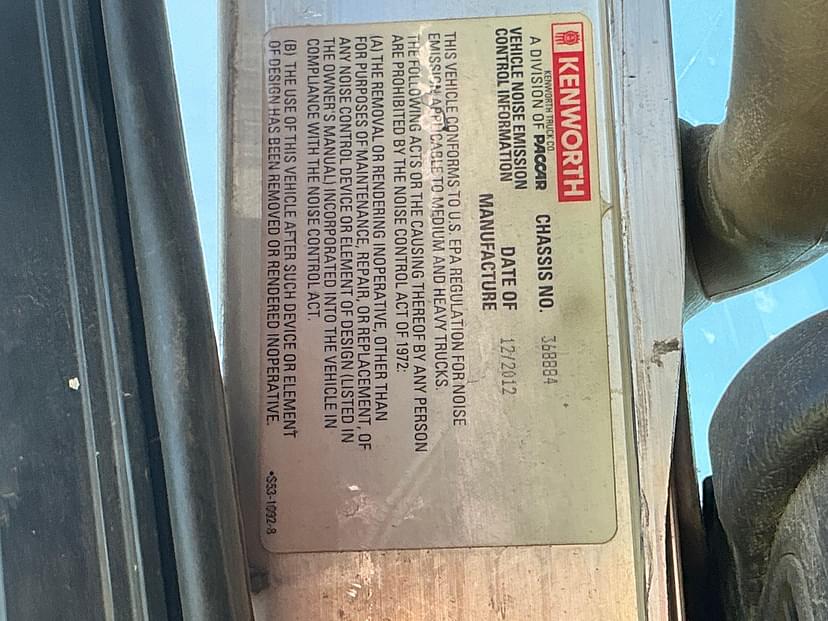 KENWORTH
KENWORTH TRUCK CO.
A DIVISION OF PACCAR
VEHICLE NOISE EMISSION
CONTROL INFORMATION
CHASSIS NO. 368884
DATE OF
MANUFACTURE 12/2012
THIS VEHICLE CONFORMS TO U.S. EPA REGULATION FOR NOISE
EMISSION APPLICABLE TO MEDIUM AND HEAVY TRUCKS.
THE FOLLOWING ACTS OR THE CAUSING THEREOF BY ANY PERSON
ARE PROHIBITED BY THE NOISE CONTROL ACT OF 1972:
(A) THE REMOVAL OR RENDERING INOPERATIVE, OTHER THAN
FOR PURPOSES OF MAINTENANCE, REPAIR, OR REPLACEMENT, OF
ANY NOISE CONTROL DEVICE OR ELEMENT OF DESIGN (LISTED IN
THE OWNER'S MANUAL) INCORPORATED INTO THE VEHICLE IN
COMPLIANCE WITH THE NOISE CONTROL ACT.
(B) THE USE OF THIS VEHICLE AFTER SUCH DEVICE OR ELEMENT
OF DESIGN HAS BEEN REMOVED OR RENDERED INOPERATIVE.
*S53-1092-8